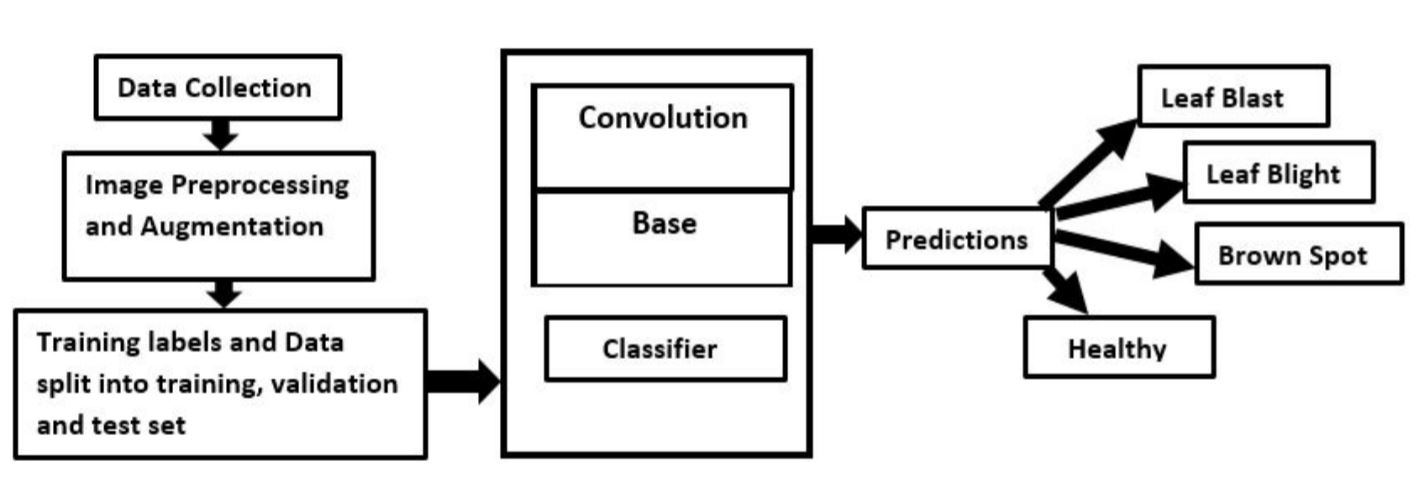 Data Collection
Image Preprocessing
and Augmentation
Training labels and Data
split into training, validation
and test set
Convolution
Base
Classifier
Predictions
Leaf Blast
Leaf Blight
Brown Spot
Healthy